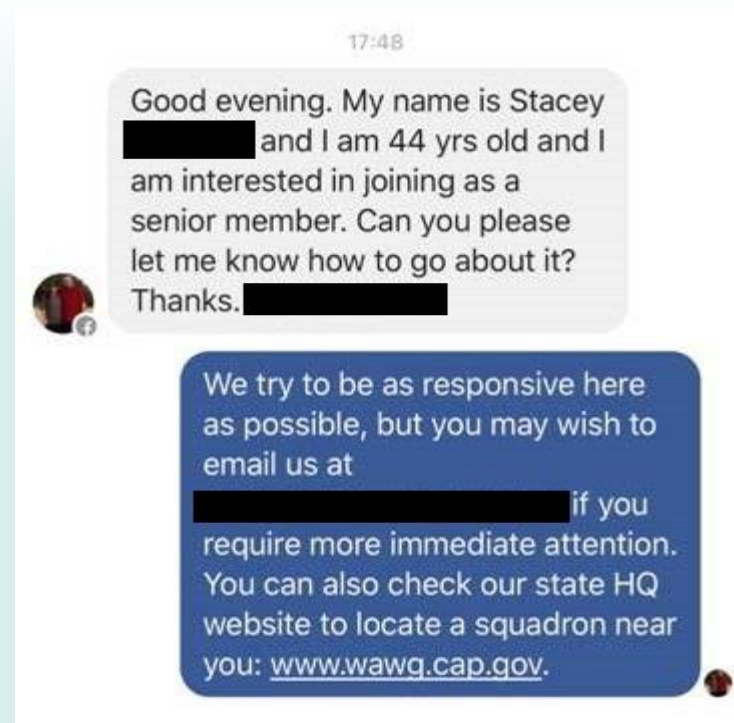 17:48
Good evening. My name is Stacey
and I am 44 yrs old and I
am interested in joining as a
senior member. Can you please
let me know how to go about it?
Thanks.
We try to be as responsive here
as possible, but you may wish to
email us at
if you
require more immediate attention.
You can also check our state HQ
website to locate a squadron near
you: www.wawg.cap.gov.